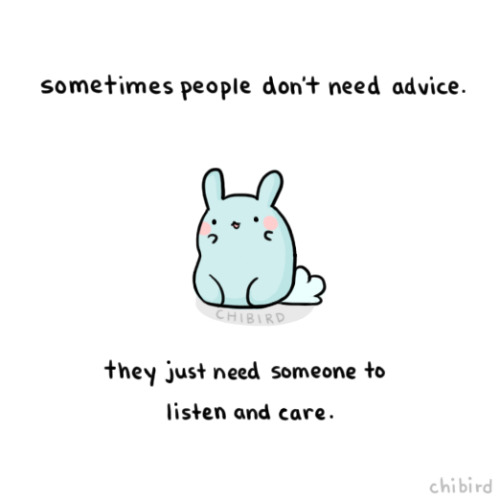 sometimes people don't need advice.
CHIBIRD
they just need someone to
listen and care.
chibird